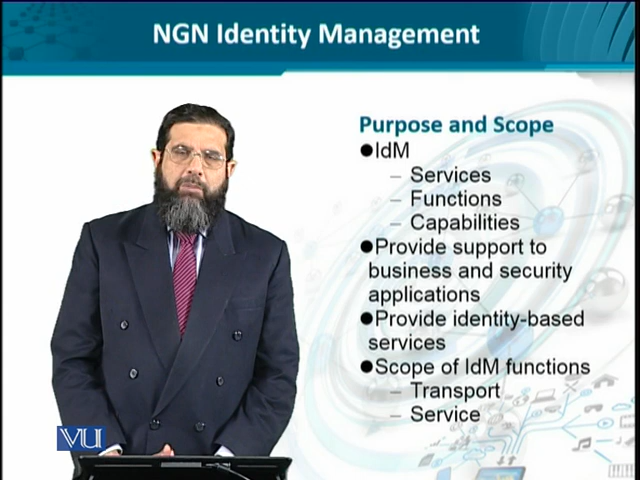 NGN Identity Management
Purpose and Scope
●IdM
– Services
– Functions
– Capabilities
●Provide support to
business and security
applications
●Provide identity-based
services
●Scope of IdM functions
– Transport
– Service
VU